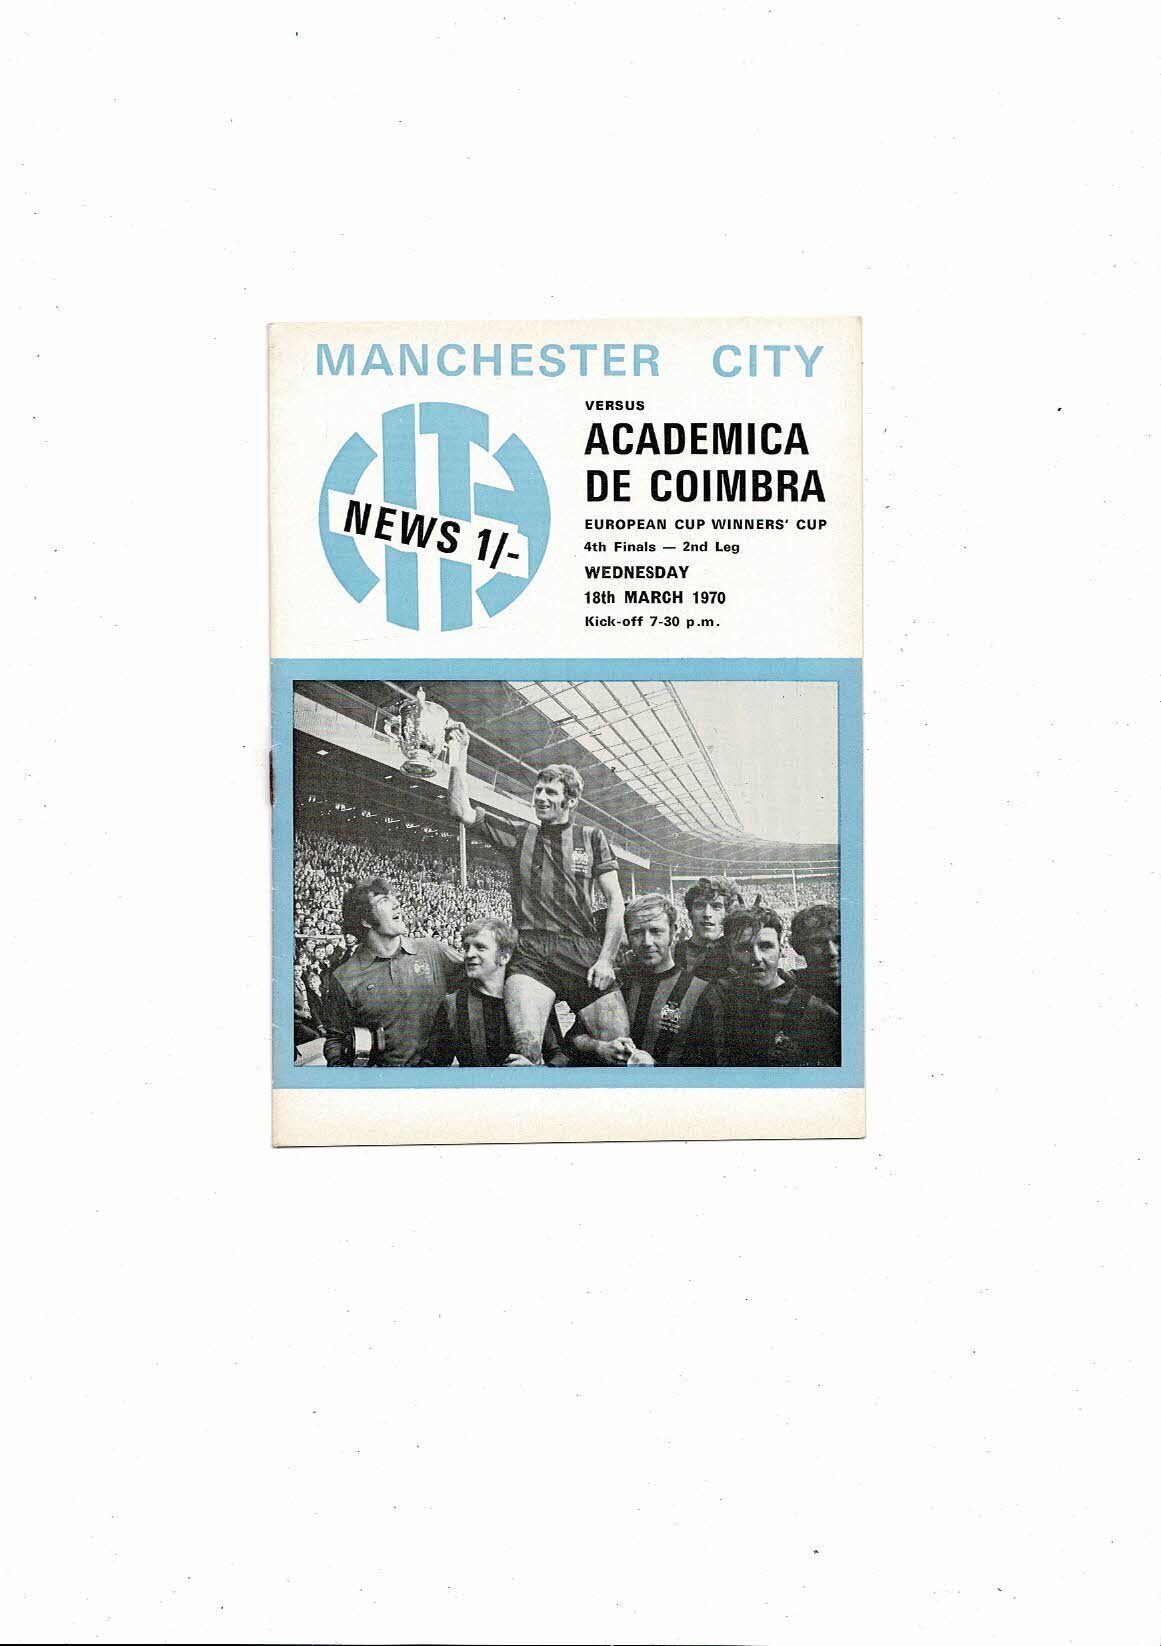 MANCHESTER CITY
CITY
NEWS 1/-
VERSUS
ACADEMICA
DE COIMBRA
EUROPEAN CUP WINNERS' CUP
4th Finals — 2nd Leg
WEDNESDAY
18th MARCH 1970
Kick-off 7-30 p.m.